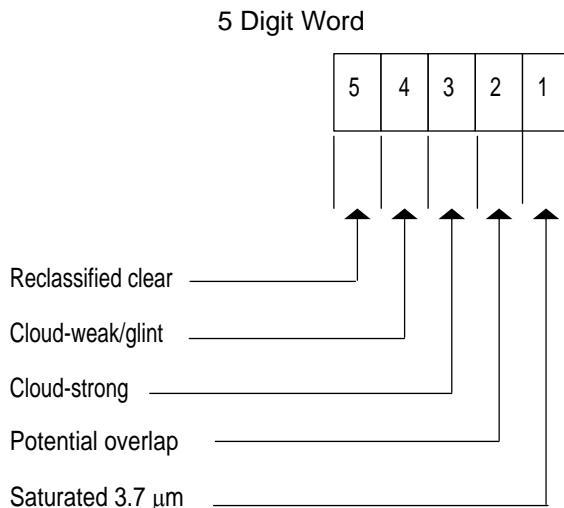 5 Digit Word
5 4 3 2 1
Reclassified clear
Cloud-weak/glint
Cloud-strong
Potential overlap
Saturated 3.7 μm